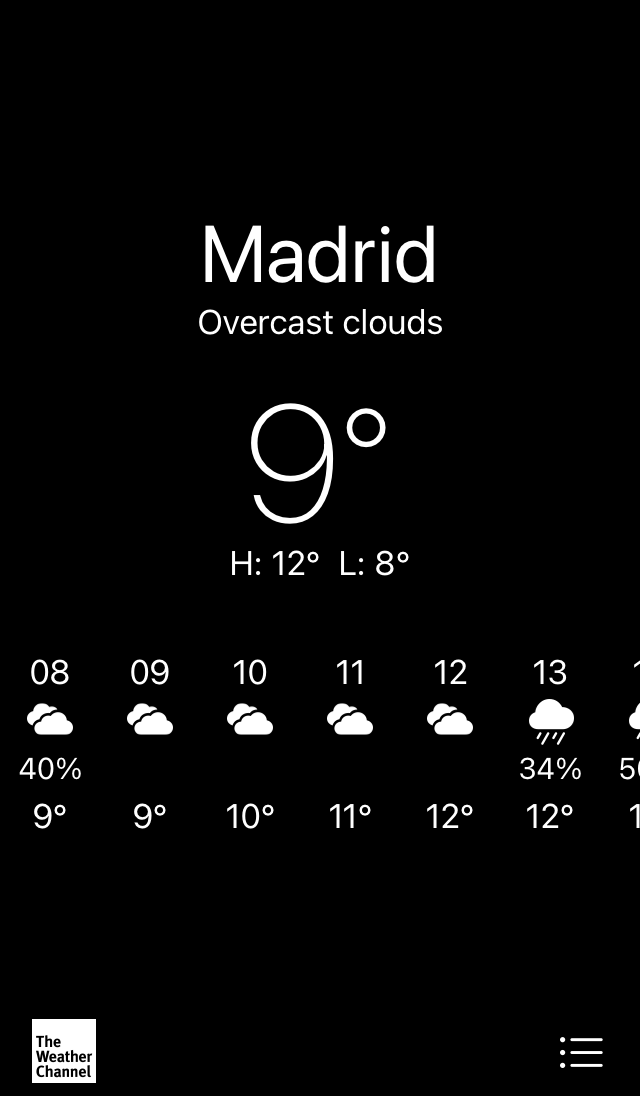 Madrid
Overcast clouds
9°
H: 12° L: 8°
08 09 10 11 12 13
40% 34%
9° 9° 10° 11° 12° 12°
The
Weather
Channel